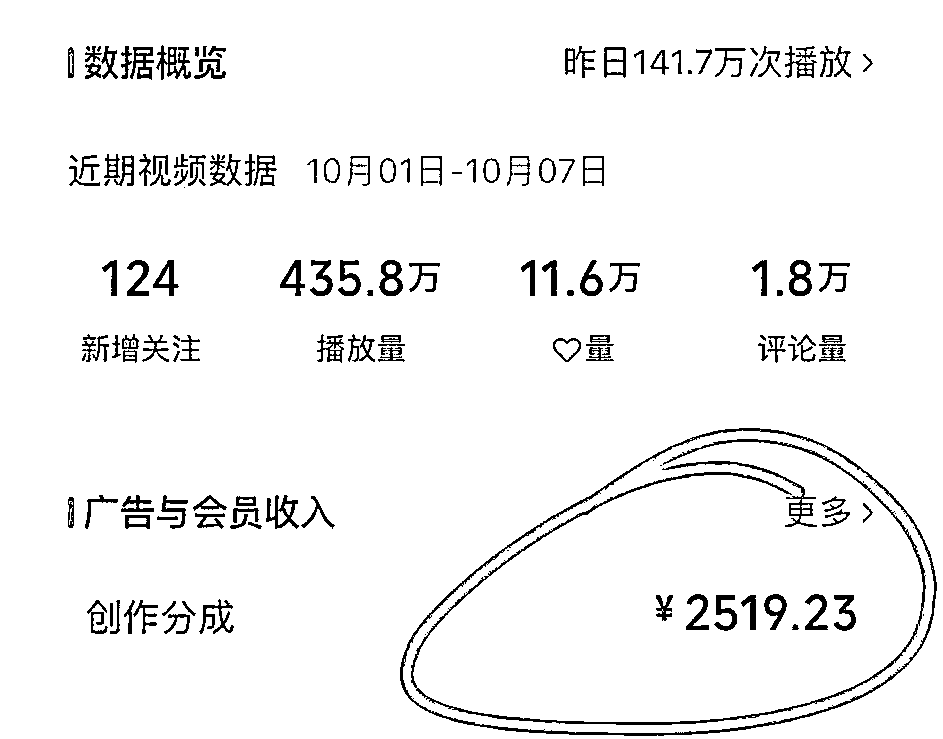 数据概览 昨日141.7万次播放 >
近期视频数据 10月01日-10月07日
124 435.8万 11.6万 1.8万
新增关注 播放量 ♡量 评论量
广告与会员收入 更多 >
创作分成 ¥2519.23